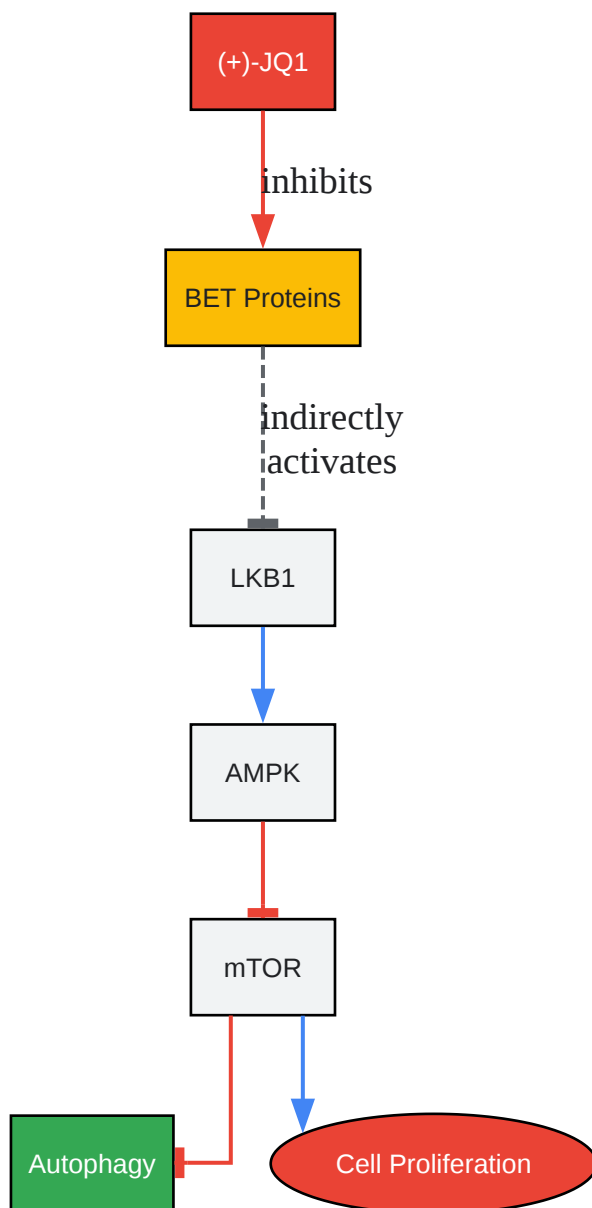 (+)-JQ1
inhibits
BET Proteins
indirectly
activates
LKB1
AMPK
mTOR
Autophagy
Cell Proliferation